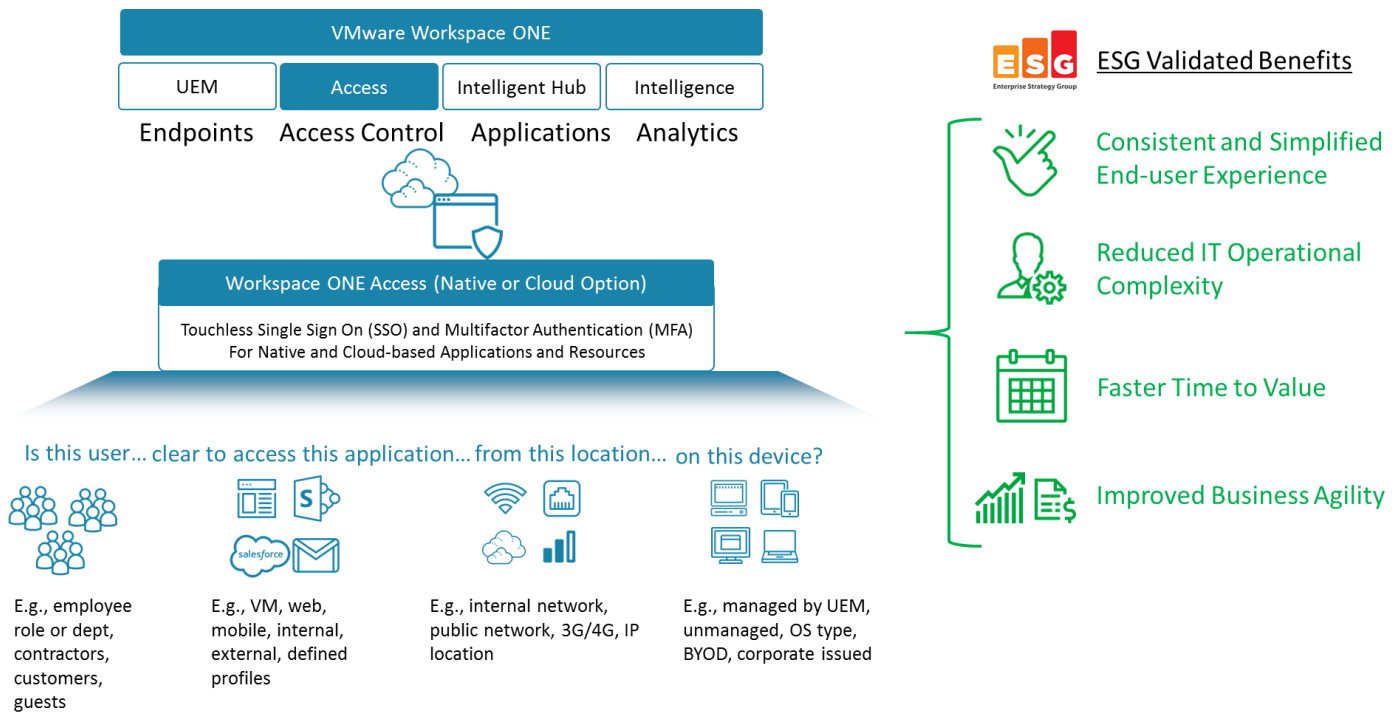 VMware Workspace ONE
UEM
Access
Intelligent Hub
Intelligence
Endpoints
Access Control
Applications
Analytics
Workspace ONE Access (Native or Cloud Option)
Touchless Single Sign On (SSO) and Multifactor Authentication (MFA)
For Native and Cloud-based Applications and Resources
Is this user... clear to access this application... from this location... on this device?
S
salesforce
E.g., employee
role or dept,
contractors,
customers,
guests
E.g., VM, web,
mobile, internal,
external, defined
profiles
E.g., internal network,
public network, 3G/4G, IP
location
E.g., managed by UEM,
unmanaged, OS type,
BYOD, corporate issued
ESG
Enterprise Strategy Group
ESG Validated Benefits
Consistent and Simplified
End-user Experience
Reduced IT Operational
Complexity
Faster Time to Value
$
Improved Business Agility